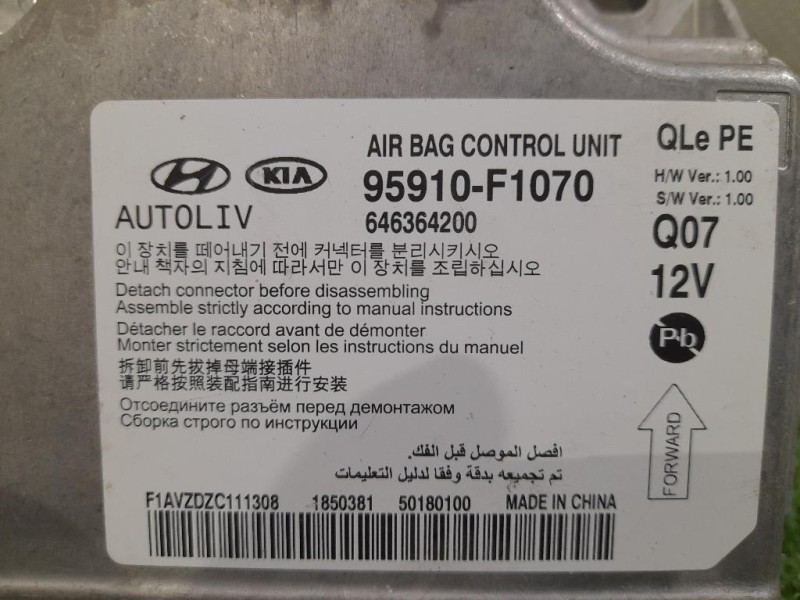 AIR BAG CONTROL UNIT
QLe PE
KIA
95910-F1070
H/W Ver.: 1.00
S/W Ver.: 1.00
AUTOLIV
646364200
Q07
12V
Pb
이 장치를 떼어내기 전에 커넥터를 분리시키시오
안내 책자의 지침에 따라서만 이 장치를 조립하십시오
Detach connector before disassembling
Assemble strictly according to manual instructions
Détacher le raccord avant de démonter
Monter strictement selon les instructions du manuel
拆卸前先拔掉母端接插件
请严格按照装配指南进行安装
Отсоедините разъём перед демонтажом
Сборка строго по инструкции
افصل الموصل قبل الفك.
تم تجميعه بدقة وفقا لدليل التعليمات
FORWARD
F1AVZDZC111308 1850381 50180100 MADE IN CHINA